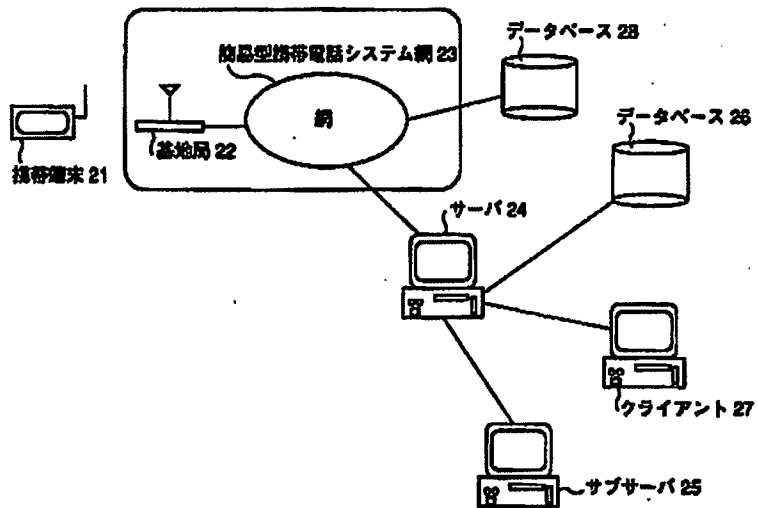 データベース 28
簡易型携帯電話システム網 23
網
データベース 26
基地局 22
携帯端末 21
サーバ 24
クライアント 27
サブサーバ 25